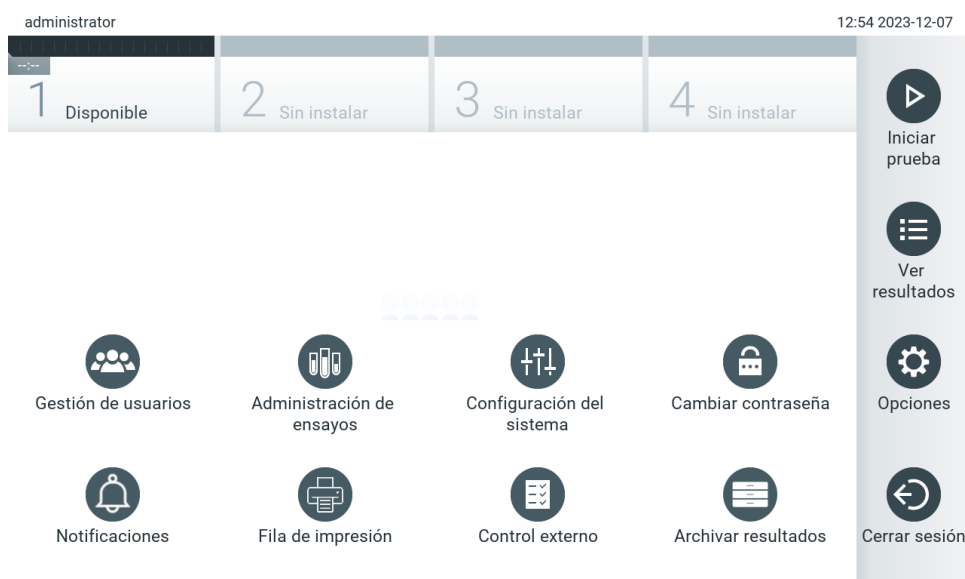 administrator
12:54 2023-12-07
--:--
1 Disponible
2 Sin instalar
3 Sin instalar
4 Sin instalar
Iniciar
prueba
Ver
resultados
Gestión de usuarios
Administración de
ensayos
Configuración del
sistema
Cambiar contraseña
Opciones
Notificaciones
Fila de impresión
Control externo
Archivar resultados
Cerrar sesión